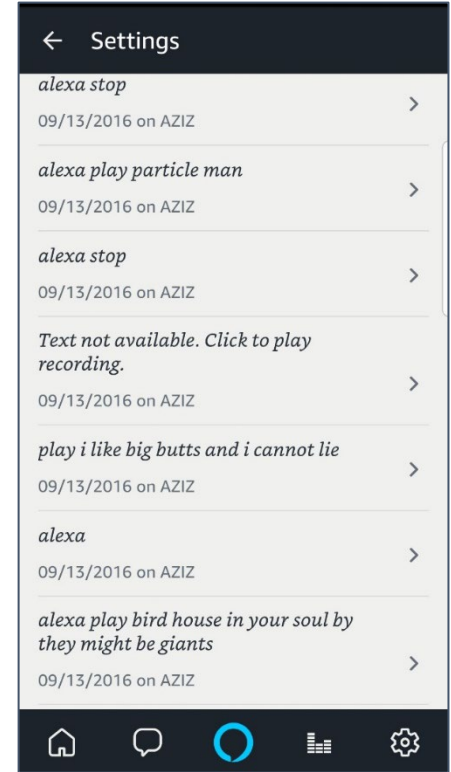 Settings
alexa stop
09/13/2016 on AZIZ
alexa play particle man
09/13/2016 on AZIZ
alexa stop
09/13/2016 on AZIZ
Text not available. Click to play
recording.
09/13/2016 on AZIZ
play i like big butts and i cannot lie
09/13/2016 on AZIZ
alexa
09/13/2016 on AZIZ
alexa play bird house in your soul by
they might be giants
09/13/2016 on AZIZ